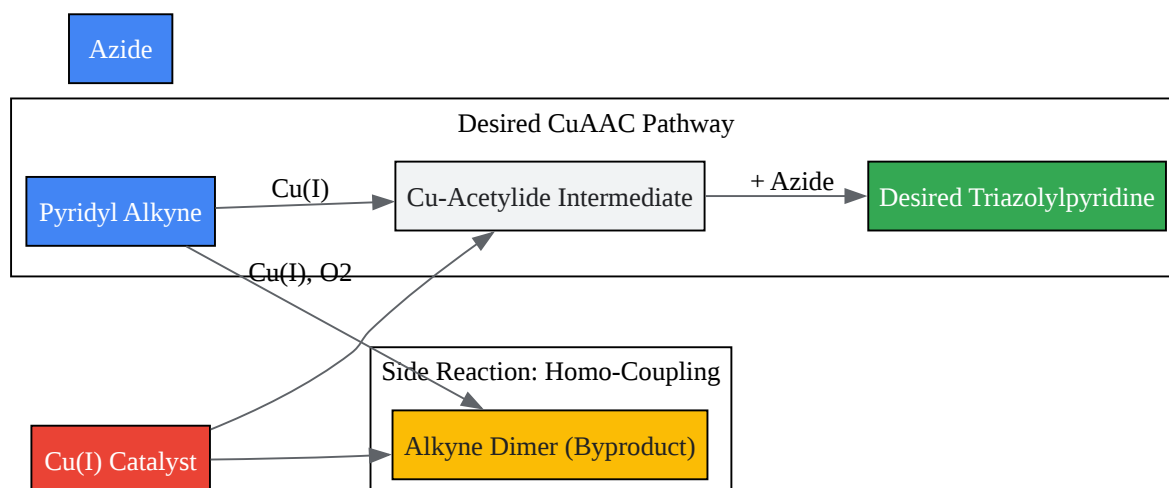 Azide
Desired CuAAC Pathway
Pyridyl Alkyne
Cu(I)
Cu-Acetylide Intermediate
+ Azide
Desired Triazolylpyridine
Cu(I), O2
Side Reaction: Homo-Coupling
Alkyne Dimer (Byproduct)
Cu(I) Catalyst